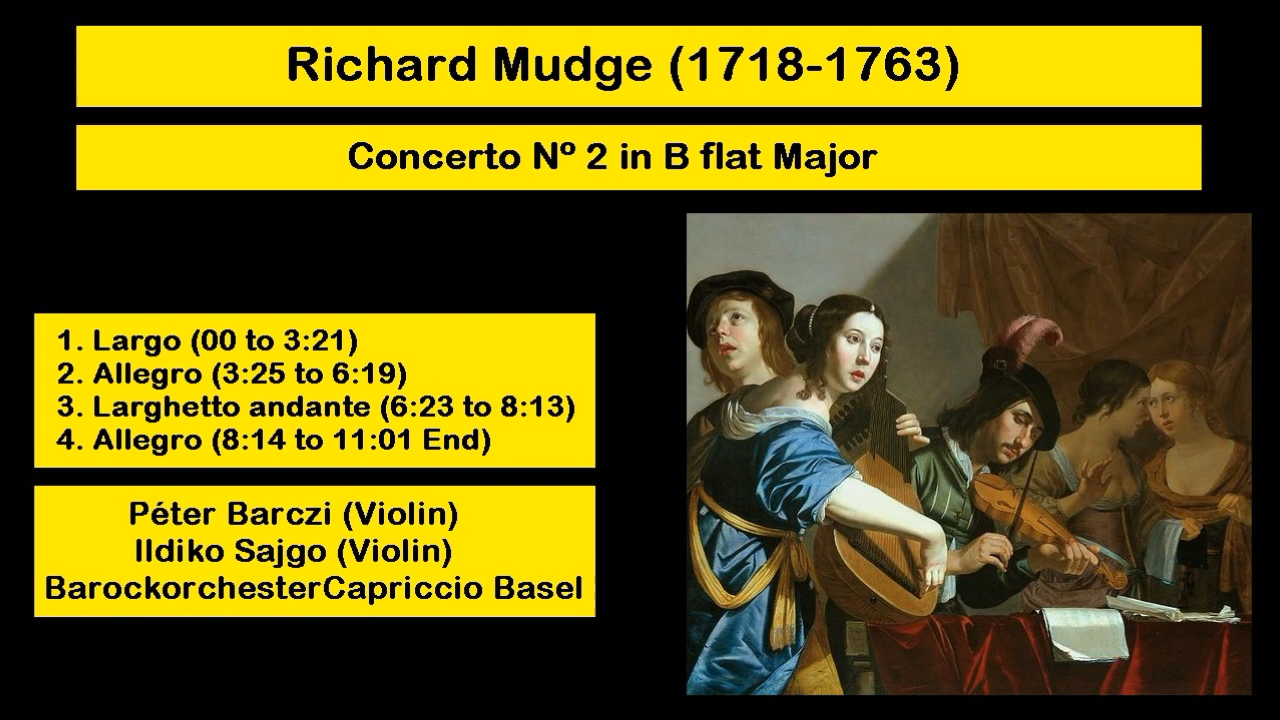 Richard Mudge (1718-1763)
Concerto Nº 2 in B flat Major
1. Largo (00 to 3:21)
2. Allegro (3:25 to 6:19)
3. Larghetto andante (6:23 to 8:13)
4. Allegro (8:14 to 11:01 End)
Péter Barczi (Violin)
Ildiko Sajgo (Violin)
BarockorchesterCapriccio Basel